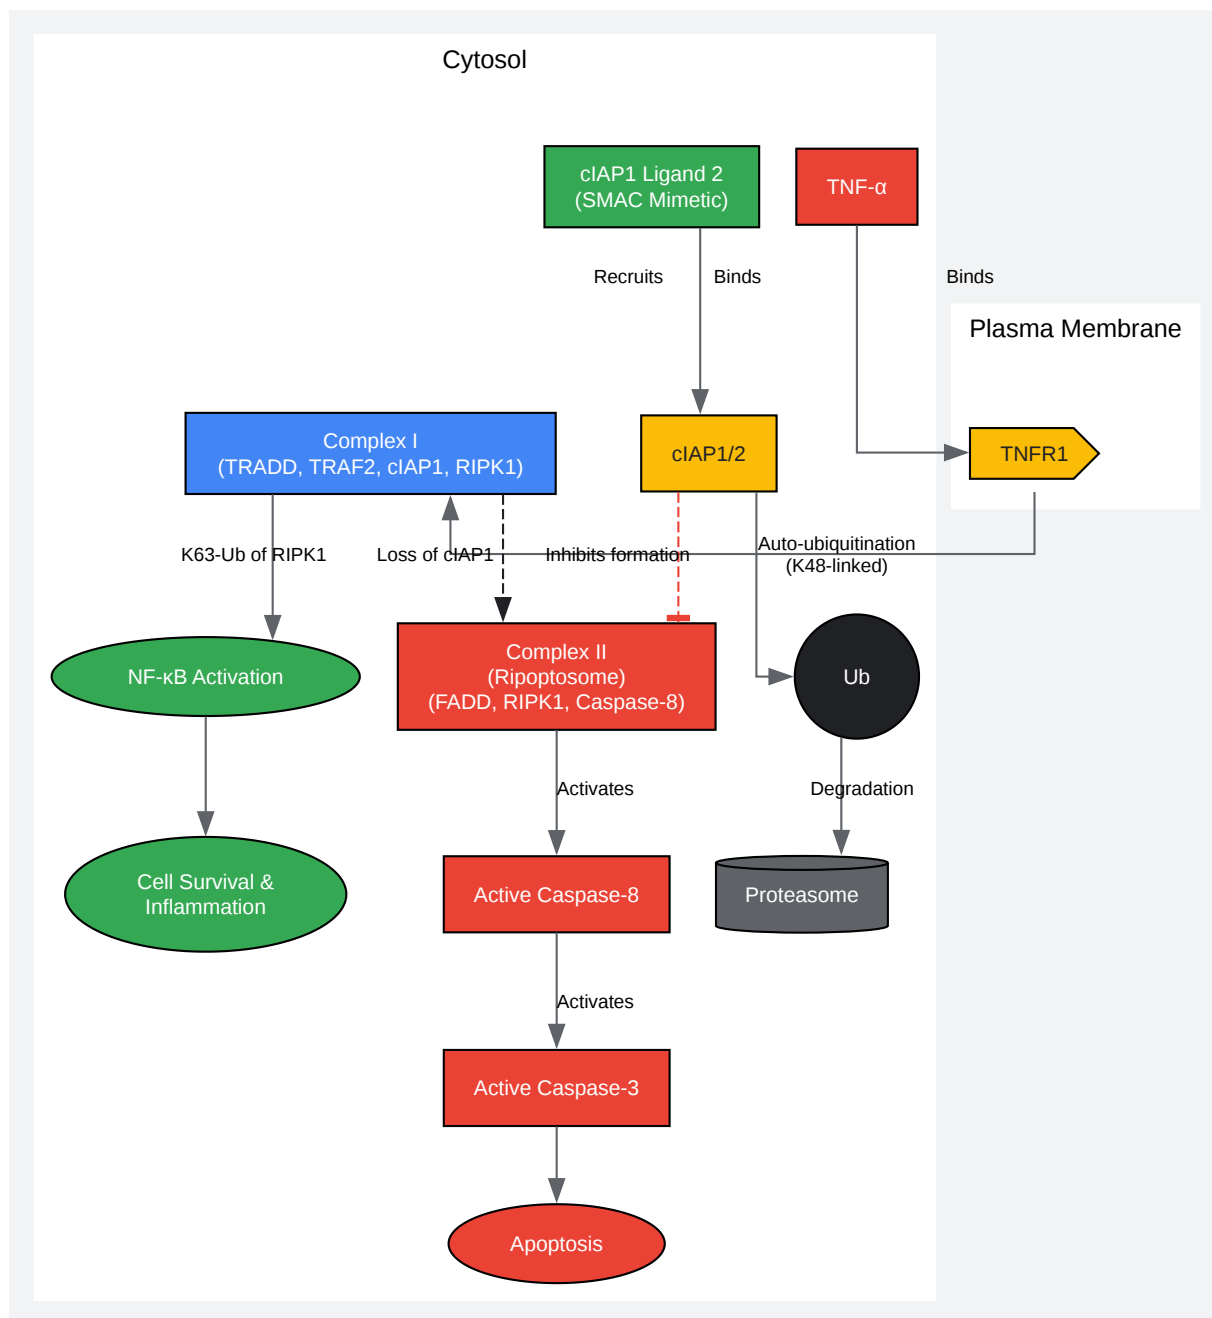 Cytosol
cIAP1 Ligand 2
(SMAC Mimetic)
TNF-α
Recruits
Binds
Binds
Plasma Membrane
Complex I
(TRADD, TRAF2, cIAP1, RIPK1)
cIAP1/2
TNFR1
K63-Ub of RIPK1
Loss of cIAP1
Inhibits formation
Auto-ubiquitination
(K48-linked)
NF-κB Activation
Complex II
(Ripoptosome)
(FADD, RIPK1, Caspase-8)
Ub
Activates
Degradation
Cell Survival &
Inflammation
Active Caspase-8
Proteasome
Activates
Active Caspase-3
Apoptosis